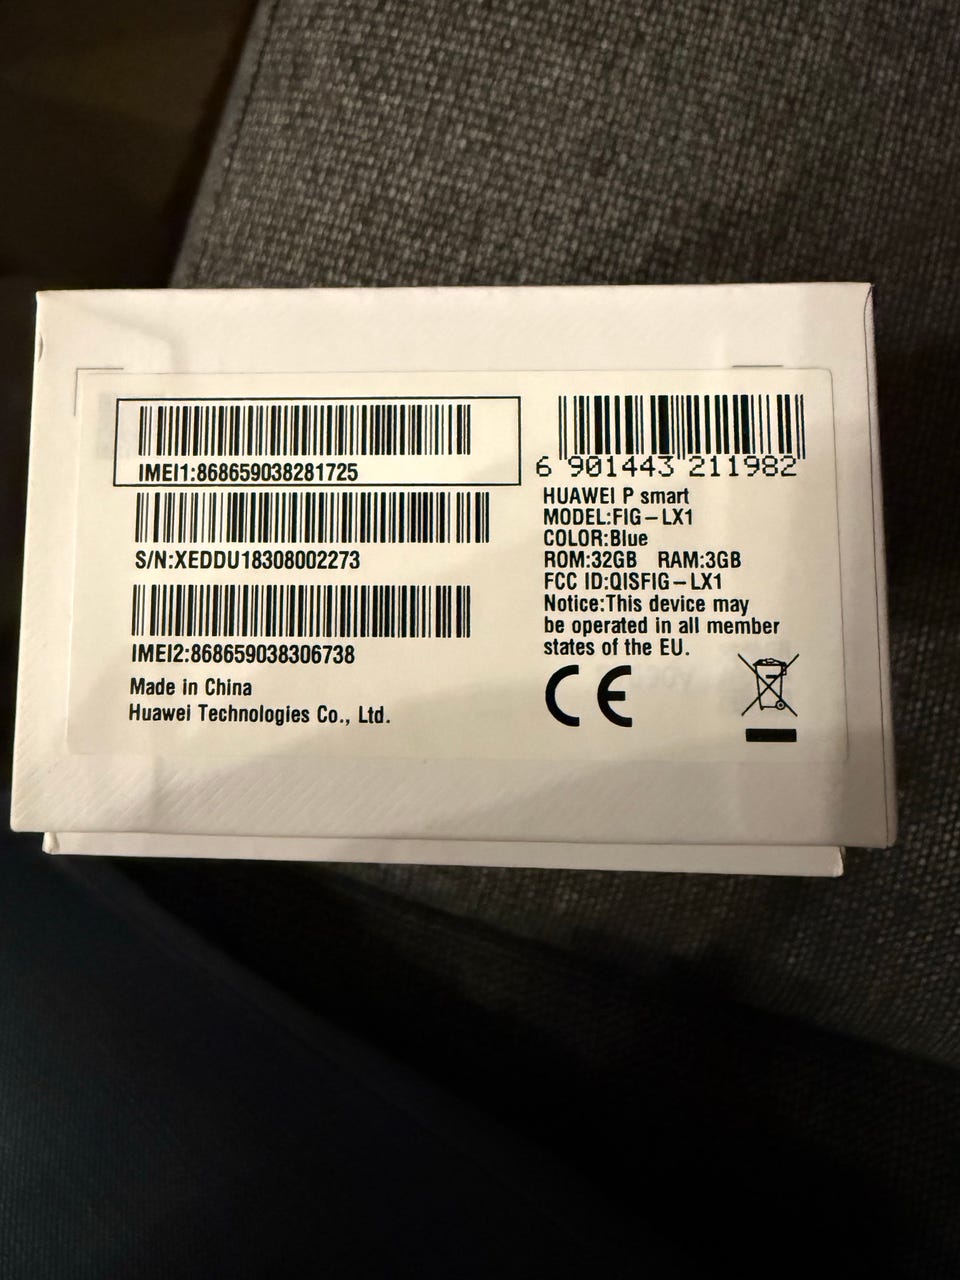 IMEI1:868659038281725
S/N:XEDDU18308002273
IMEI2:868659038306738
Made in China
Huawei Technologies Co., Ltd.
6 901443 211982
HUAWEI P smart
MODEL:FIG-LX1
COLOR:Blue
ROM:32GB RAM:3GB
FCC ID:QISFIG-LX1
Notice:This device may
be operated in all member
states of the EU.
CE